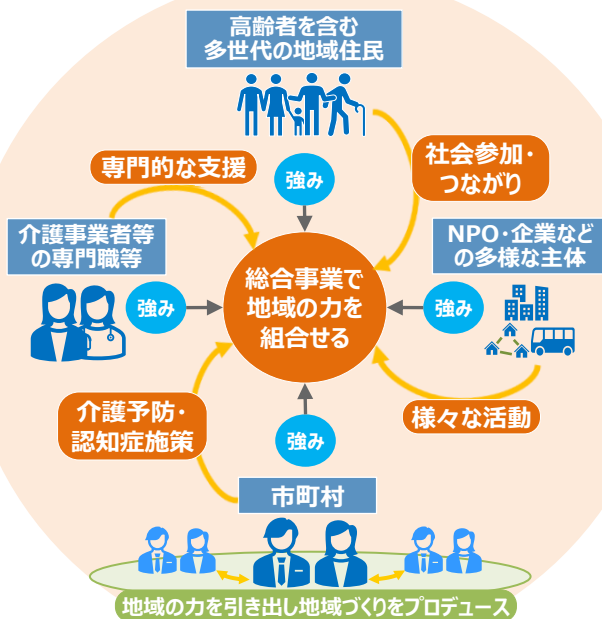 高齢者を含む
多世代の地域住民
専門的な支援
強み
社会参加・
つながり
介護事業者等
の専門職等
強み
総合事業で
地域の力を
組合せる
強み
NPO・企業など
の多様な主体
介護予防・
認知症施策
強み
様々な活動
市町村
地域の力を引き出し地域づくりをプロデュース